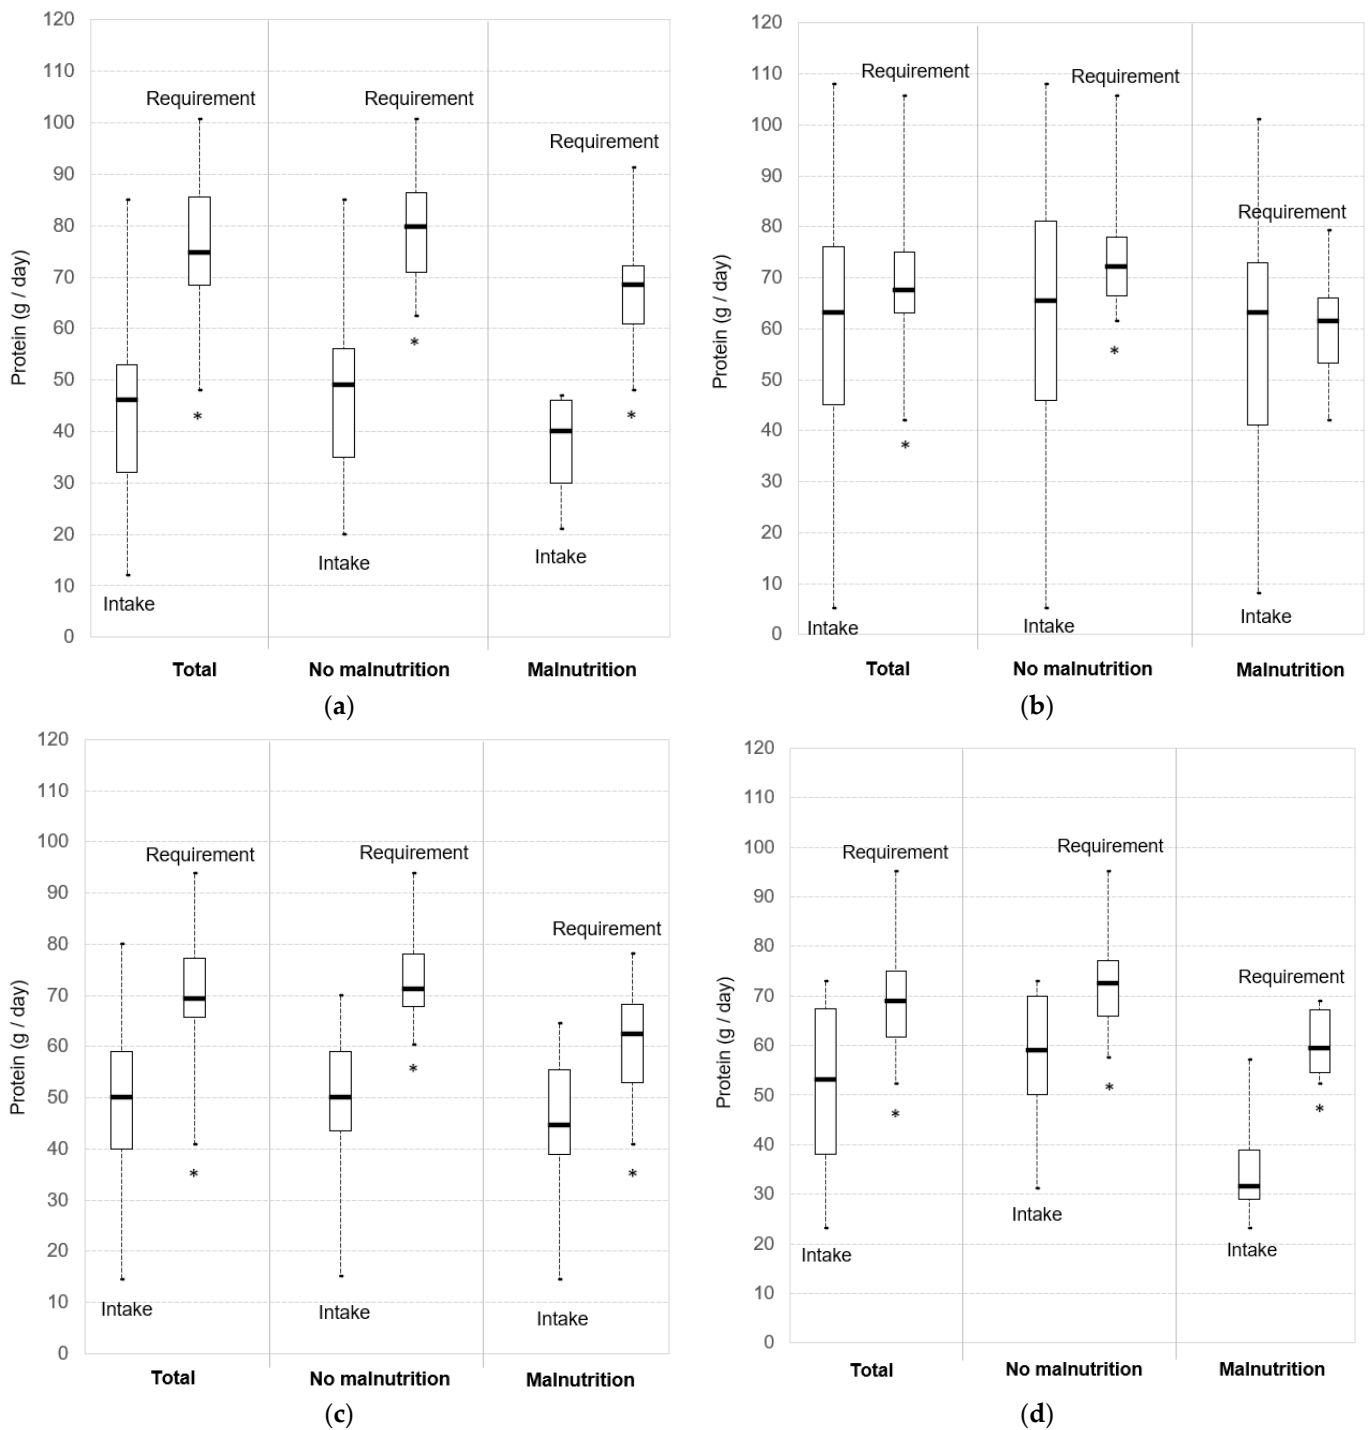 120
110
100
90
80
70
60
50
40
30
20
10
0
Protein (g / day)
Requirement
Requirement
Requirement
*
*
*
Intake
Intake
Intake
Total
No malnutrition
Malnutrition
(a)
120
110
100
90
80
70
60
50
40
30
20
10
0
Protein (g / day)
Requirement
Requirement
Requirement
*
*
Intake
Intake
Intake
Total
No malnutrition
Malnutrition
(b)
120
110
100
90
80
70
60
50
40
30
20
10
0
Protein (g / day)
Requirement
Requirement
Requirement
*
*
*
Intake
Intake
Intake
Total
No malnutrition
Malnutrition
(c)
120
110
100
90
80
70
60
50
40
30
20
10
0
Protein (g / day)
Requirement
Requirement
Requirement
*
*
*
Intake
Intake
Intake
Total
No malnutrition
Malnutrition
(d)